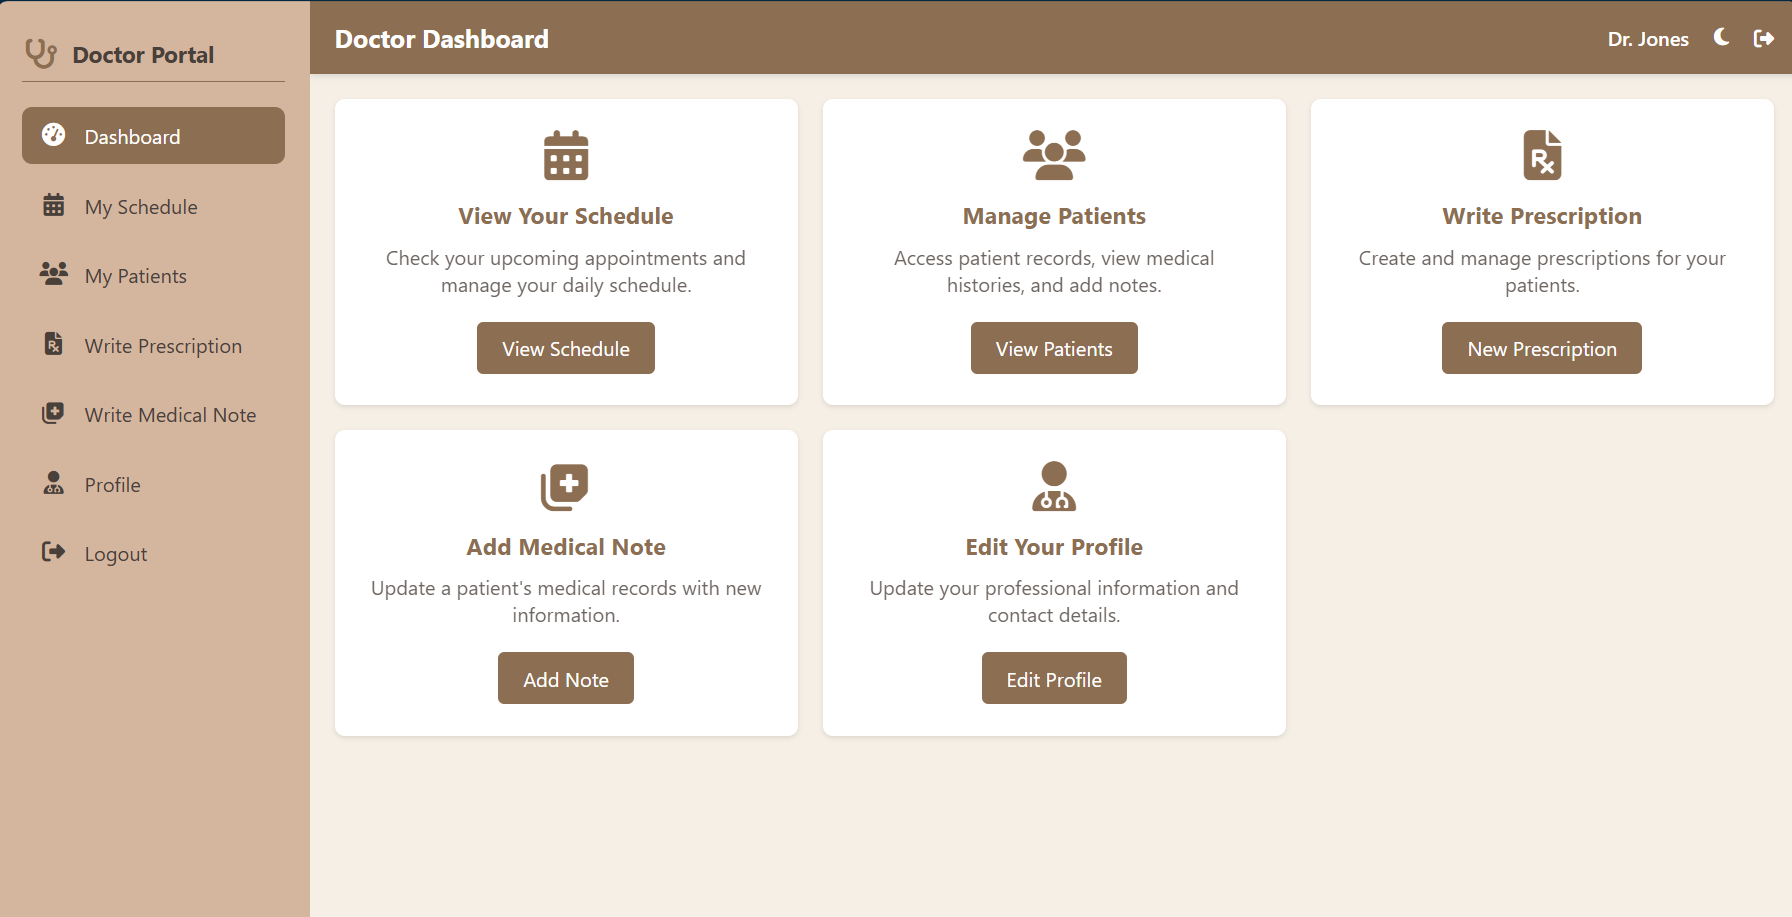 Doctor Portal
Dashboard
My Schedule
My Patients
Write Prescription
Write Medical Note
Profile
Logout
Doctor Dashboard
Dr. Jones
View Your Schedule
Check your upcoming appointments and
manage your daily schedule.
View Schedule
Manage Patients
Access patient records, view medical
histories, and add notes.
View Patients
Write Prescription
Create and manage prescriptions for your
patients.
New Prescription
Add Medical Note
Update a patient's medical records with new
information.
Add Note
Edit Your Profile
Update your professional information and
contact details.
Edit Profile